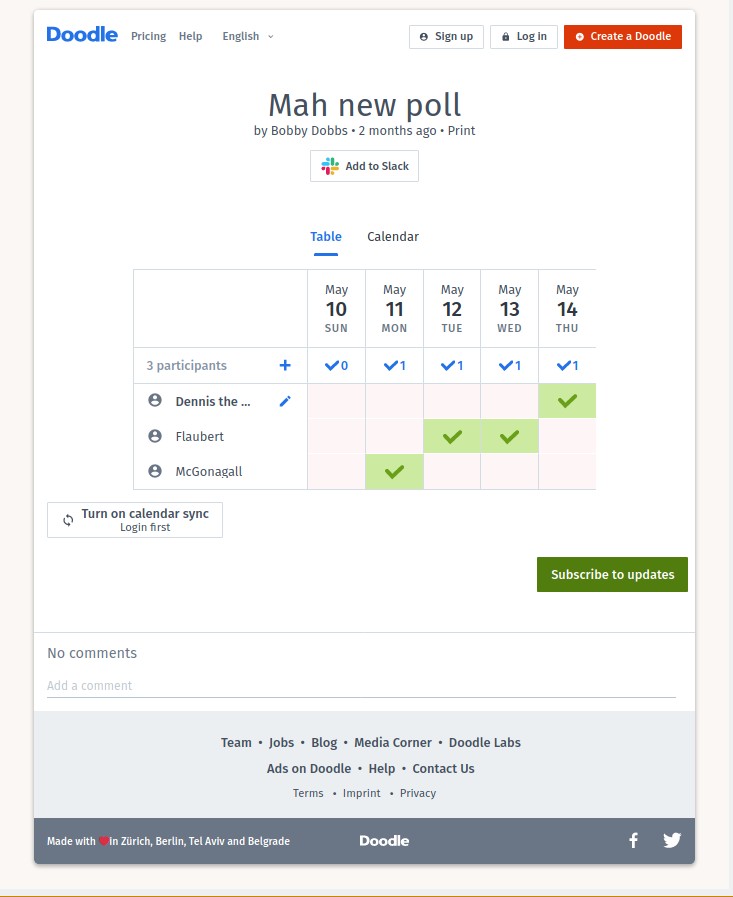 Doodle Pricing Help English Sign up Log in Create a Doodle
Mah new poll
by Bobby Dobbs • 2 months ago • Print
Add to Slack
Table Calendar
May May May May May
10 11 12 13 14
SUN MON TUE WED THU
3 participants 0 1 1 1 1
Dennis the ...
Flaubert
McGonagall
Turn on calendar sync
Login first
Subscribe to updates
No comments
Add a comment
Team • Jobs • Blog • Media Corner • Doodle Labs
Ads on Doodle • Help • Contact Us
Terms • Imprint • Privacy
Made with ❤️in Zürich, Berlin, Tel Aviv and Belgrade Doodle